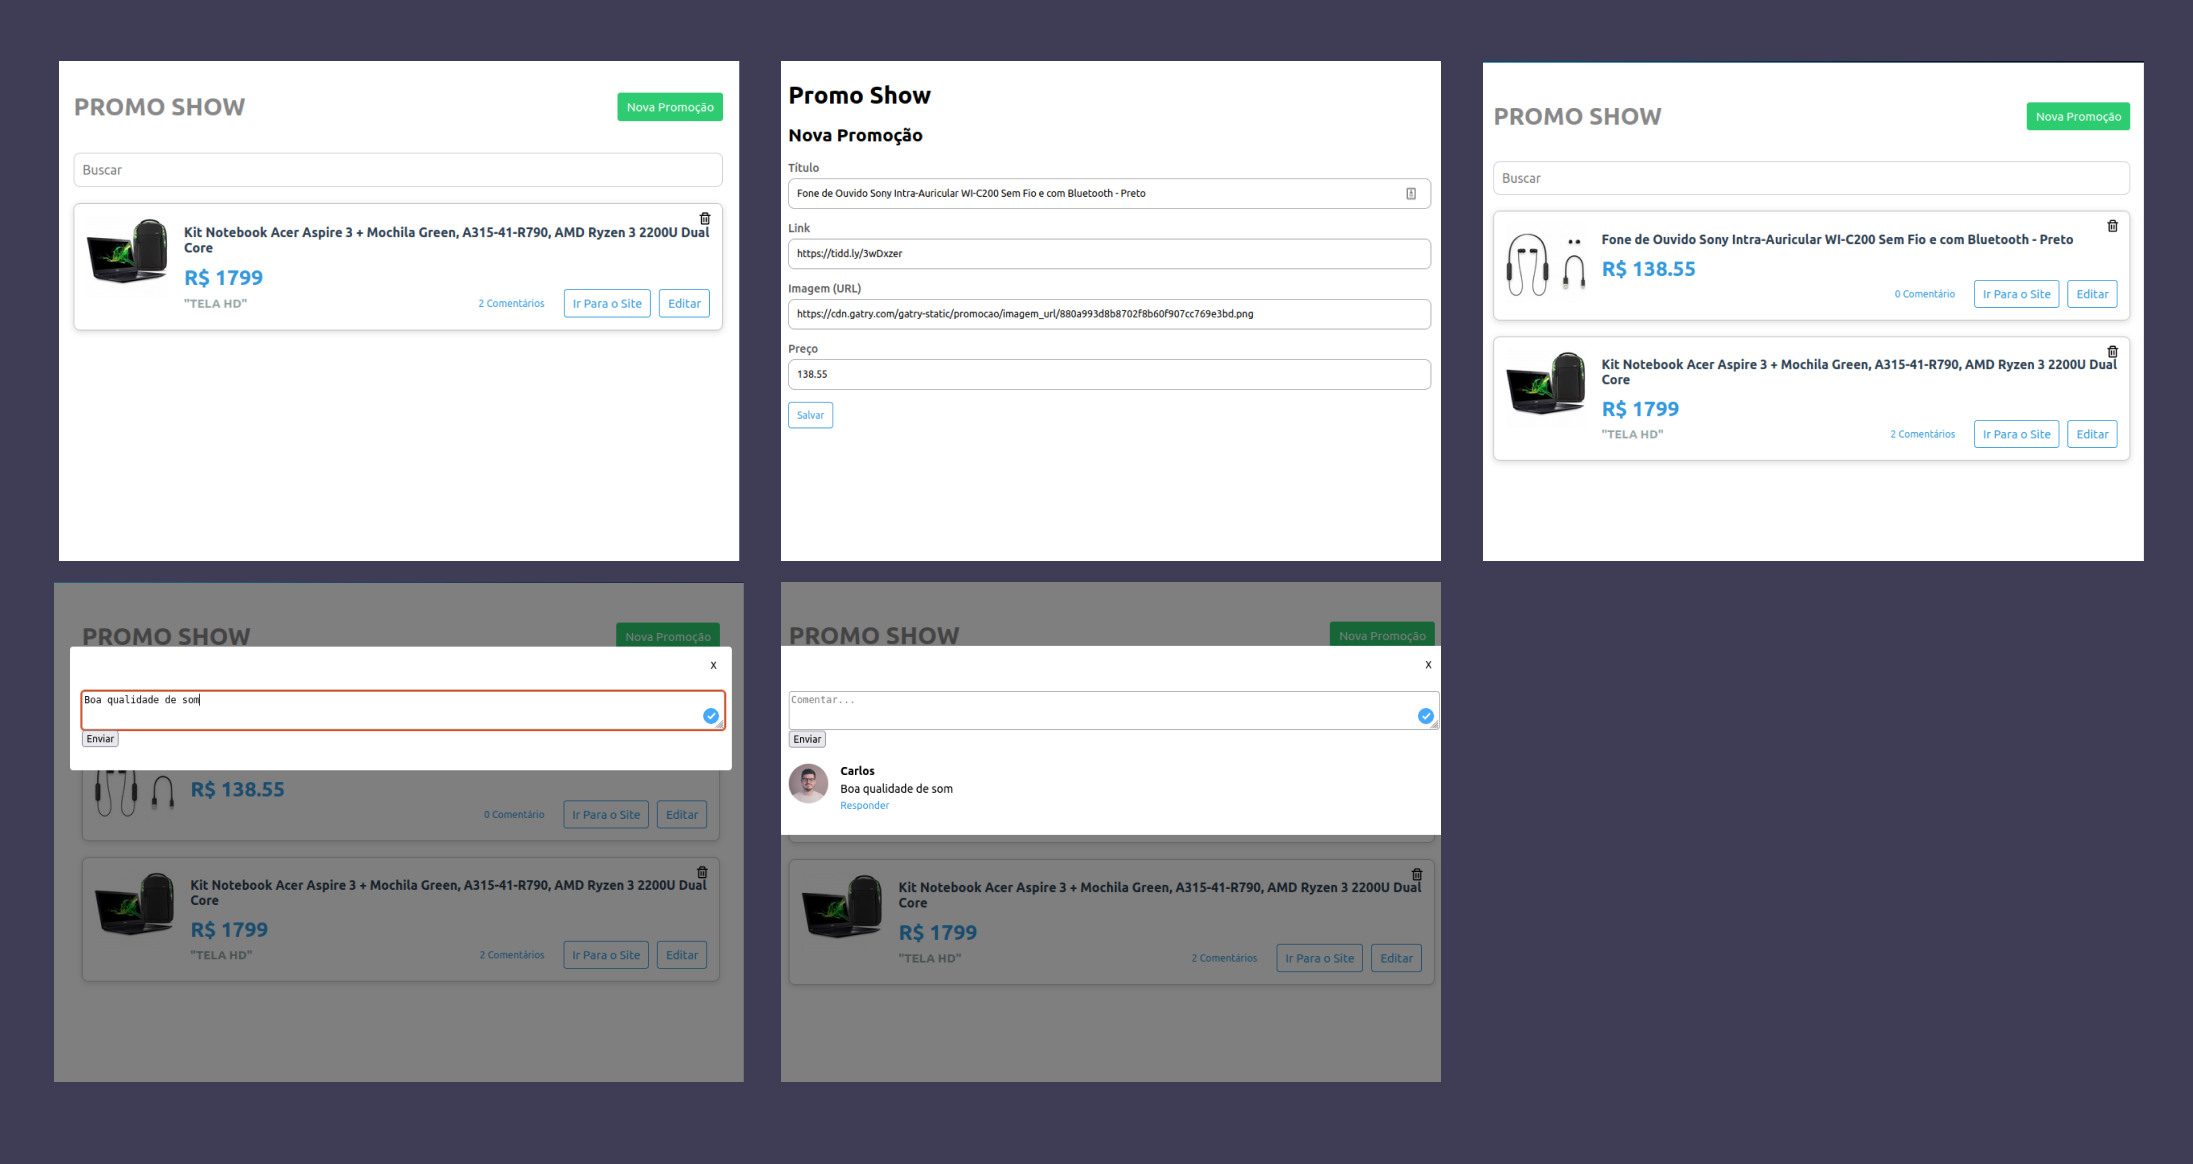 PROMO SHOW
Nova Promoção
Buscar
Kit Notebook Acer Aspire 3 + Mochila Green, A315-41-R790, AMD Ryzen 3 2200U Dual
Core
R$ 1799
"TELA HD"
2 Comentários
Ir Para o Site
Editar
Promo Show
Nova Promoção
Título
Fone de Ouvido Sony Intra-Auricular WI-C200 Sem Fio e com Bluetooth - Preto
Link
https://tidd.ly/3wDxzer
Imagem (URL)
https://cdn.gatry.com/gatry-static/promocao/imagem_url/880a993d8b8702f8b60f907cc769e3bd.png
Preço
138.55
Salvar
PROMO SHOW
Nova Promoção
Buscar
Fone de Ouvido Sony Intra-Auricular WI-C200 Sem Fio e com Bluetooth - Preto
R$ 138.55
0 Comentário
Ir Para o Site
Editar
Kit Notebook Acer Aspire 3 + Mochila Green, A315-41-R790, AMD Ryzen 3 2200U Dual
Core
R$ 1799
"TELA HD"
2 Comentários
Ir Para o Site
Editar
PROMO SHOW
Nova Promoção
X
Boa qualidade de som
Enviar
R$ 138.55
0 Comentário
Ir Para o Site
Editar
Kit Notebook Acer Aspire 3 + Mochila Green, A315-41-R790, AMD Ryzen 3 2200U Dual
Core
R$ 1799
"TELA HD"
2 Comentários
Ir Para o Site
Editar
PROMO SHOW
Nova Promoção
X
Comentar...
Enviar
Carlos
Boa qualidade de som
Responder
Kit Notebook Acer Aspire 3 + Mochila Green, A315-41-R790, AMD Ryzen 3 2200U Dual
Core
R$ 1799
"TELA HD"
2 Comentários
Ir Para o Site
Editar